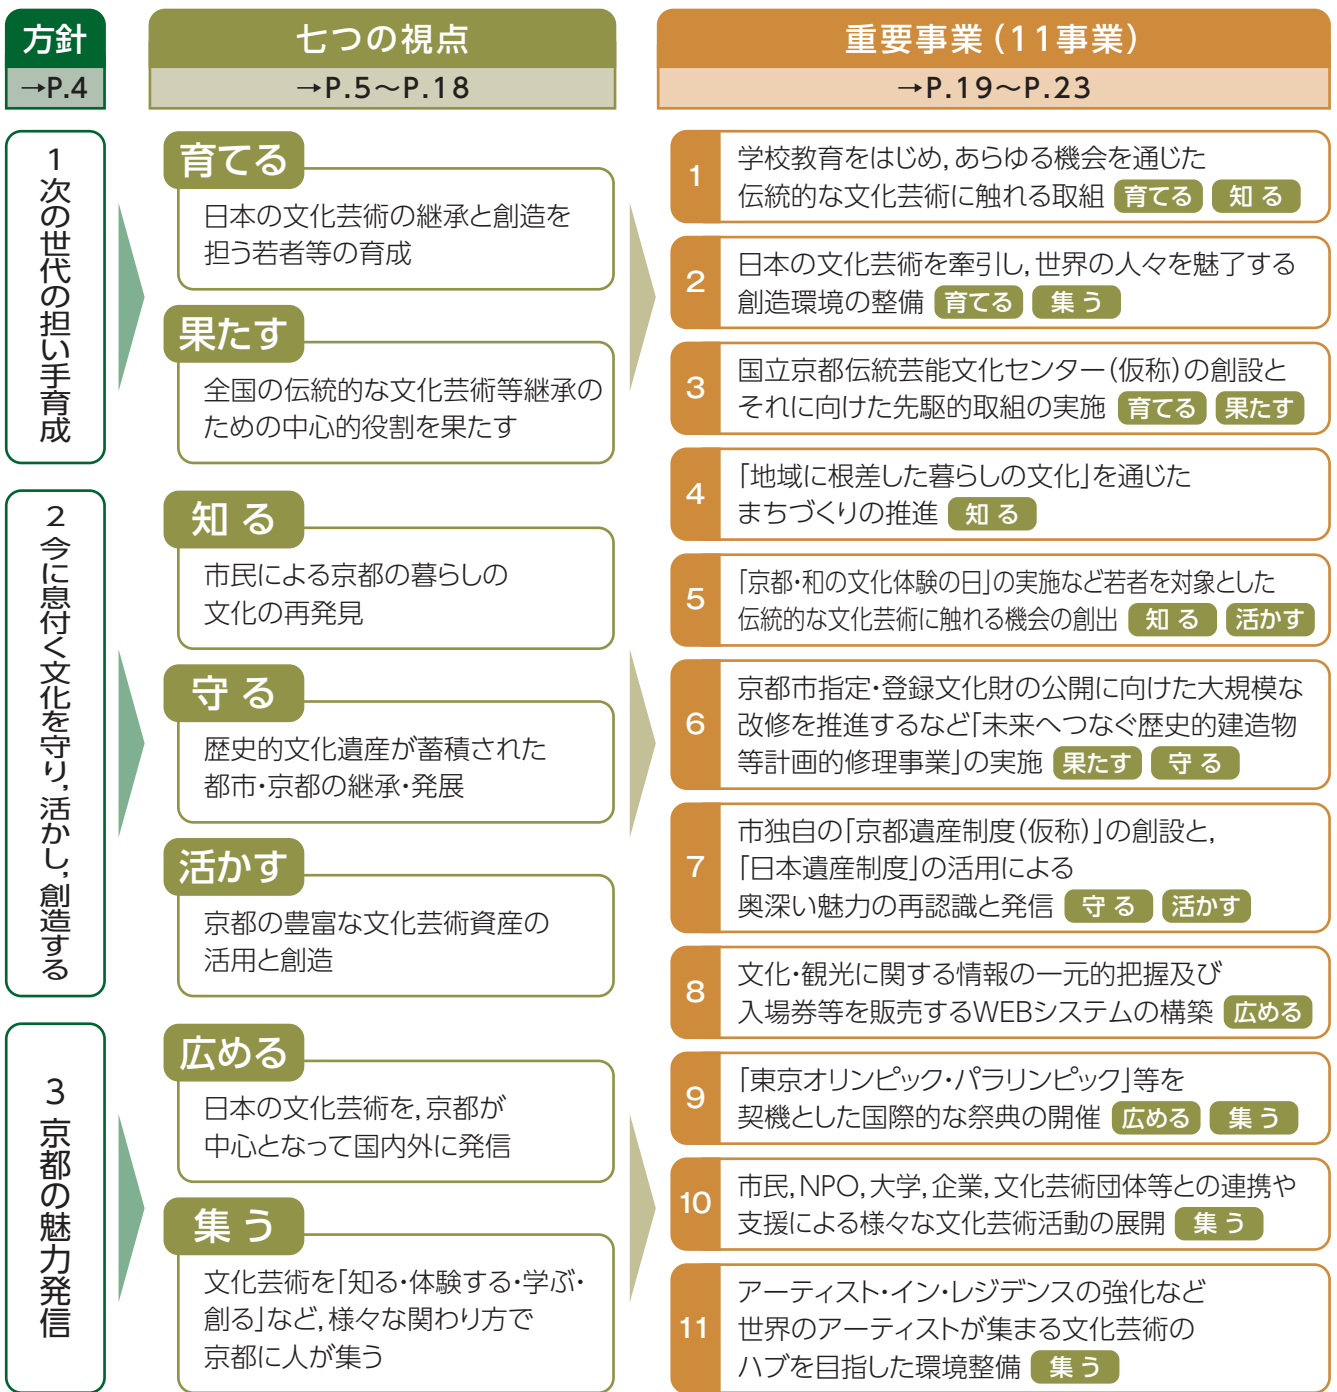 方針
→P.4
七つの視点
→P.5〜P.18
重要事業（11事業）
→P.19〜P.23
1 次の世代の担い手育成
育てる
日本の文化芸術の継承と創造を
担う若者等の育成
果たす
全国の伝統的な文化芸術等継承の
ための中心的役割を果たす
2 今に息付く文化を守り，活かし，創造する
知る
市民による京都の暮らしの
文化の再発見
守る
歴史的文化遺産が蓄積された
都市・京都の継承・発展
活かす
京都の豊富な文化芸術資産の
活用と創造
3 京都の魅力発信
広める
日本の文化芸術を，京都が
中心となって国内外に発信
集う
文化芸術を「知る・体験する・学ぶ・
創る」など，様々な関わり方で
京都に人が集う
1
学校教育をはじめ，あらゆる機会を通じた
伝統的な文化芸術に触れる取組 育てる 知る
2
日本の文化芸術を牽引し，世界の人々を魅了する
創造環境の整備 育てる 集う
3
国立京都伝統芸能文化センター（仮称）の創設と
それに向けた先駆的取組の実施 育てる 果たす
4
「地域に根差した暮らしの文化」を通じた
まちづくりの推進 知る
5
「京都・和の文化体験の日」の実施など若者を対象とした
伝統的な文化芸術に触れる機会の創出 知る 活かす
6
京都市指定・登録文化財の公開に向けた大規模な
改修を推進するなど「未来へつなぐ歴史的建造物
等計画的修理事業」の実施 果たす 守る
7
市独自の「京都遺産制度（仮称）」の創設と，
「日本遺産制度」の活用による
奥深い魅力の再認識と発信 守る 活かす
8
文化・観光に関する情報の一元的把握及び
入場券等を販売するWEBシステムの構築 広める
9
「東京オリンピック・パラリンピック」等を
契機とした国際的な祭典の開催 広める 集う
10
市民，NPO，大学，企業，文化芸術団体等との連携や
支援による様々な文化芸術活動の展開 集う
11
アーティスト・イン・レジデンスの強化など
世界のアーティストが集まる文化芸術の
ハブを目指した環境整備 集う